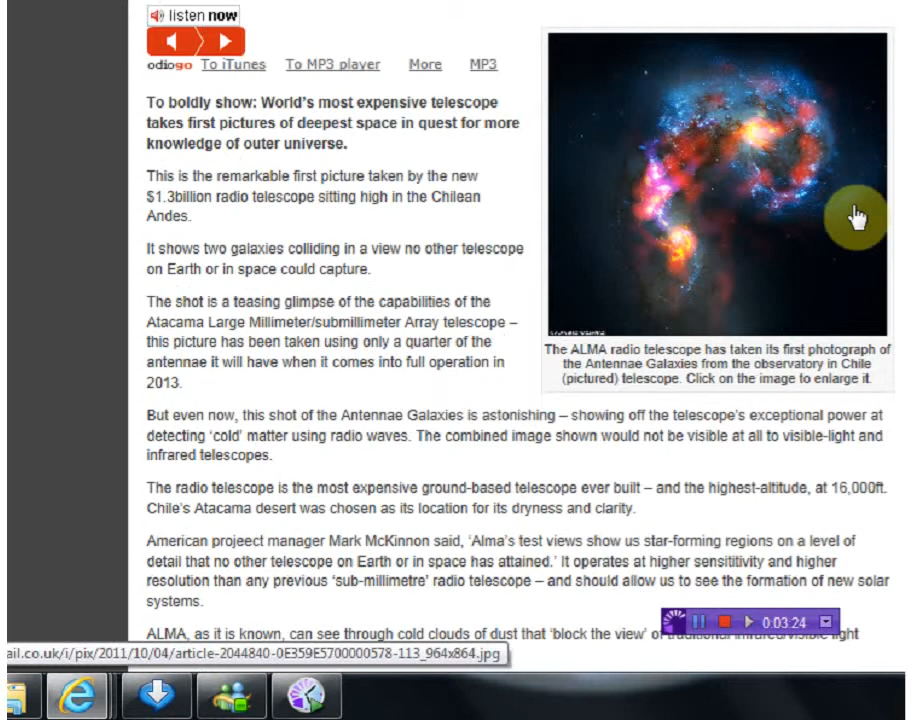 listen now
odiogo To iTunes To MP3 player More MP3
To boldly show: World's most expensive telescope
takes first pictures of deepest space in quest for more
knowledge of outer universe.
This is the remarkable first picture taken by the new
$1.3billion radio telescope sitting high in the Chilean
Andes.
It shows two galaxies colliding in a view no other telescope
on Earth or in space could capture.
The shot is a teasing glimpse of the capabilities of the
Atacama Large Millimeter/submillimeter Array telescope –
this picture has been taken using only a quarter of the
antennae it will have when it comes into full operation in
2013.
The ALMA radio telescope has taken its first photograph of
the Antennae Galaxies from the observatory in Chile
(pictured) telescope. Click on the image to enlarge it.
But even now, this shot of the Antennae Galaxies is astonishing – showing off the telescope's exceptional power at
detecting 'cold' matter using radio waves. The combined image shown would not be visible at all to visible-light and
infrared telescopes.
The radio telescope is the most expensive ground-based telescope ever built – and the highest-altitude, at 16,000ft.
Chile's Atacama desert was chosen as its location for its dryness and clarity.
American projeect manager Mark McKinnon said, 'Alma's test views show us star-forming regions on a level of
detail that no other telescope on Earth or in space has attained.' It operates at higher sensititivity and higher
resolution than any previous 'sub-millimetre' radio telescope – and should allow us to see the formation of new solar
systems.
0:03:24
ALMA, as it is known, can see through cold clouds of dust that 'block the view' of traditional infrared/visible light
ail.co.uk/i/pix/2011/10/04/article-2044840-0E359E5700000578-113_964x864.jpg